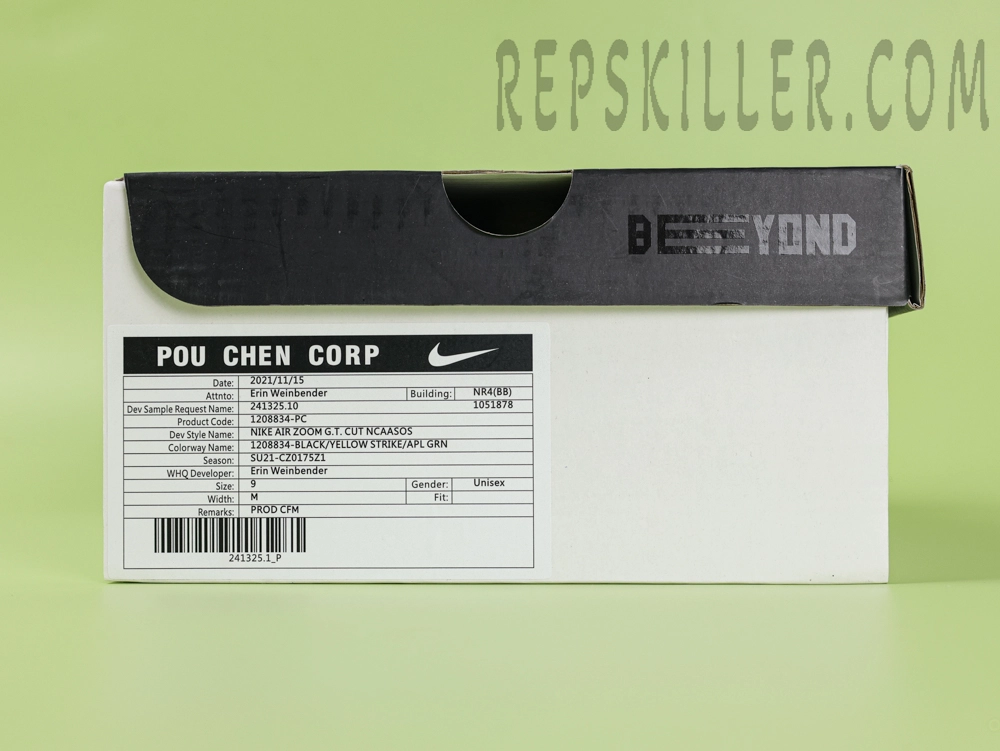 REPSKILLER.COM
BEYOND
POU CHEN CORP
Date: 2021/11/15
Attnto: Erin Weinbender Building: NR4(BB)
Dev Sample Request Name: 241325.10 1051878
Product Code: 1208834-PC
Dev Style Name: NIKE AIR ZOOM G.T. CUT NCAASOS
Colorway Name: 1208834-BLACK/YELLOW STRIKE/APL GRN
Season: SU21-CZ0175Z1
WHQ Developer: Erin Weinbender
Size: 9 Gender: Unisex
Width: M Fit:
Remarks: PROD CFM
241325.1_P